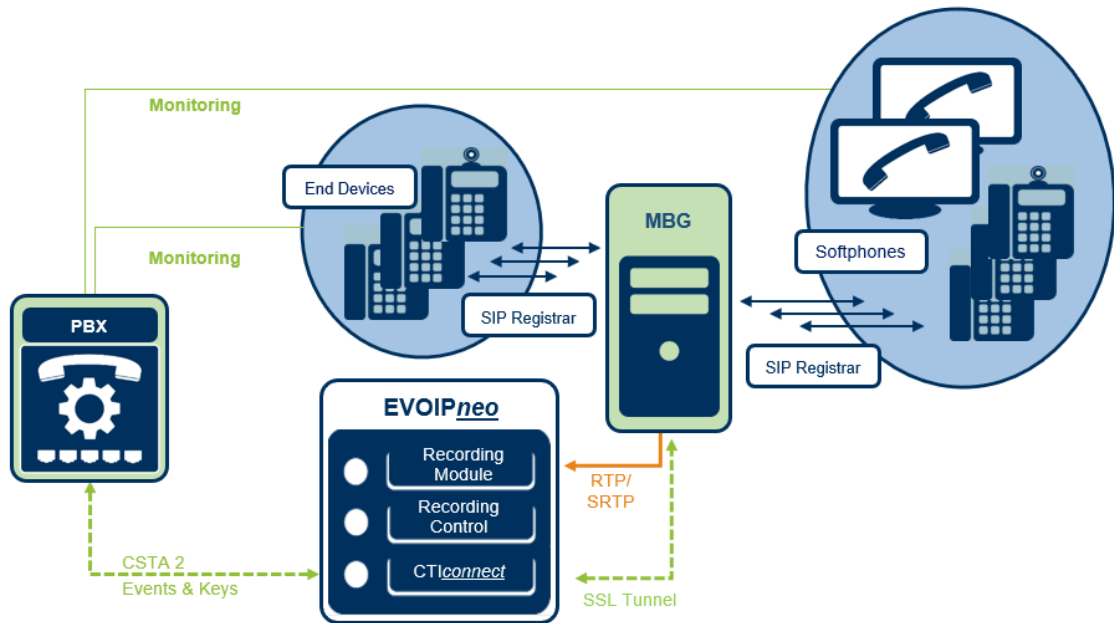 Monitoring
End Devices
MBG
Softphones
Monitoring
SIP Registrar
PBX
SIP Registrar
EVOIPneo
Recording
Module
RTP/
SRTP
Recording
Control
CSTA 2
CTIconnect
Events & Keys
SSL Tunnel